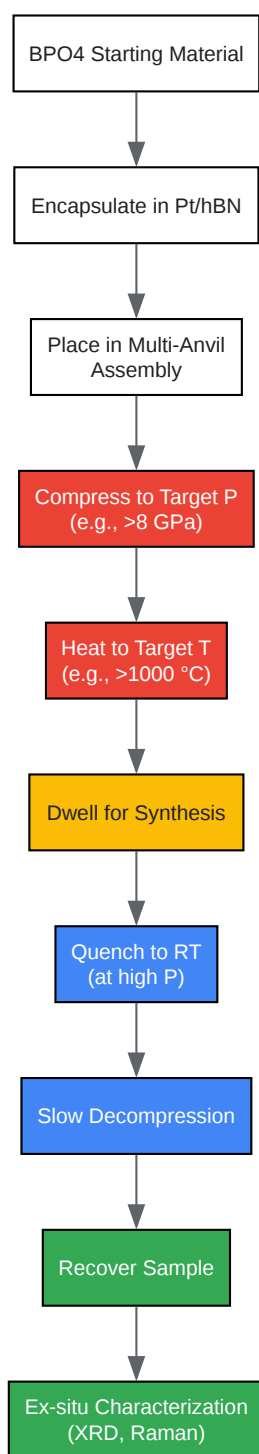 BPO4 Starting Material
Encapsulate in Pt/hBN
Place in Multi-Anvil
Assembly
Compress to Target P
(e.g., >8 GPa)
Heat to Target T
(e.g., >1000 °C)
Dwell for Synthesis
Quench to RT
(at high P)
Slow Decompression
Recover Sample
Ex-situ Characterization
(XRD, Raman)